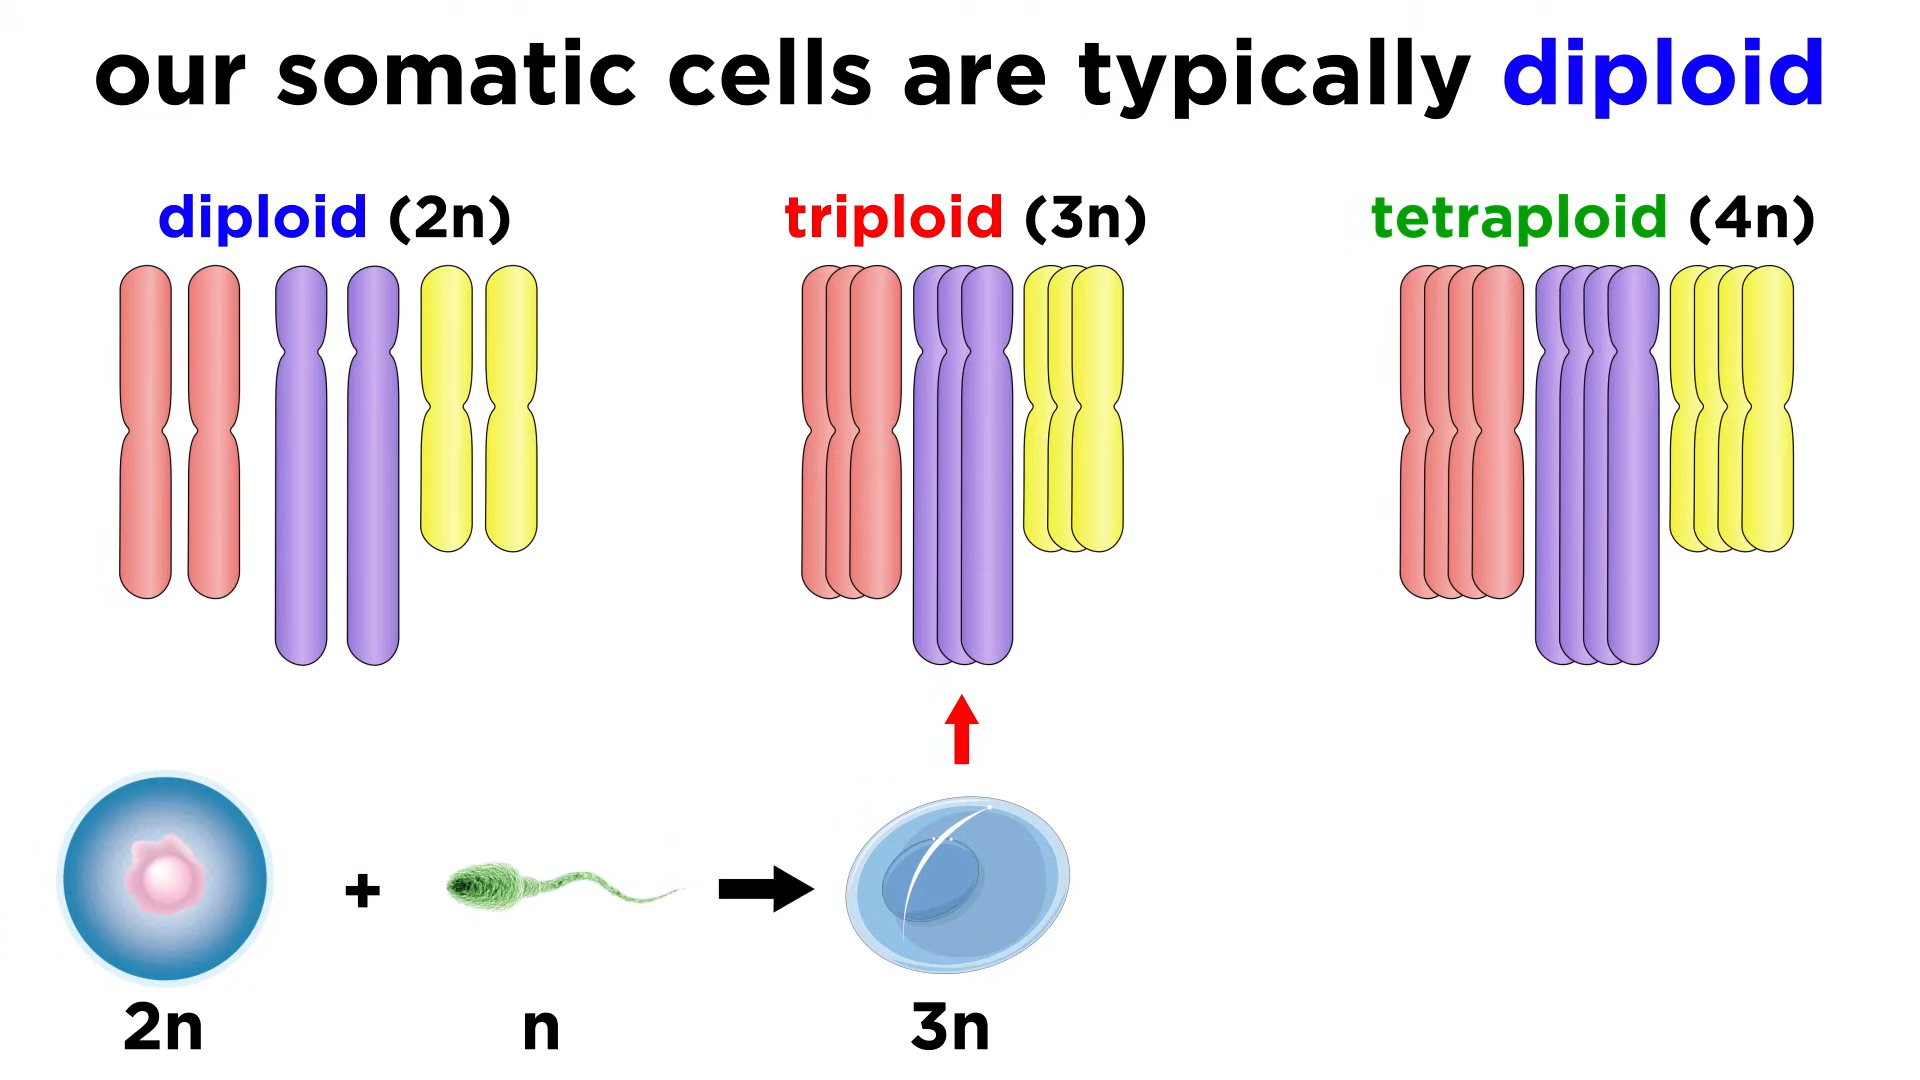 our somatic cells are typically diploid
diploid (2n)
triploid (3n)
tetraploid (4n)
+
2n
n
3n